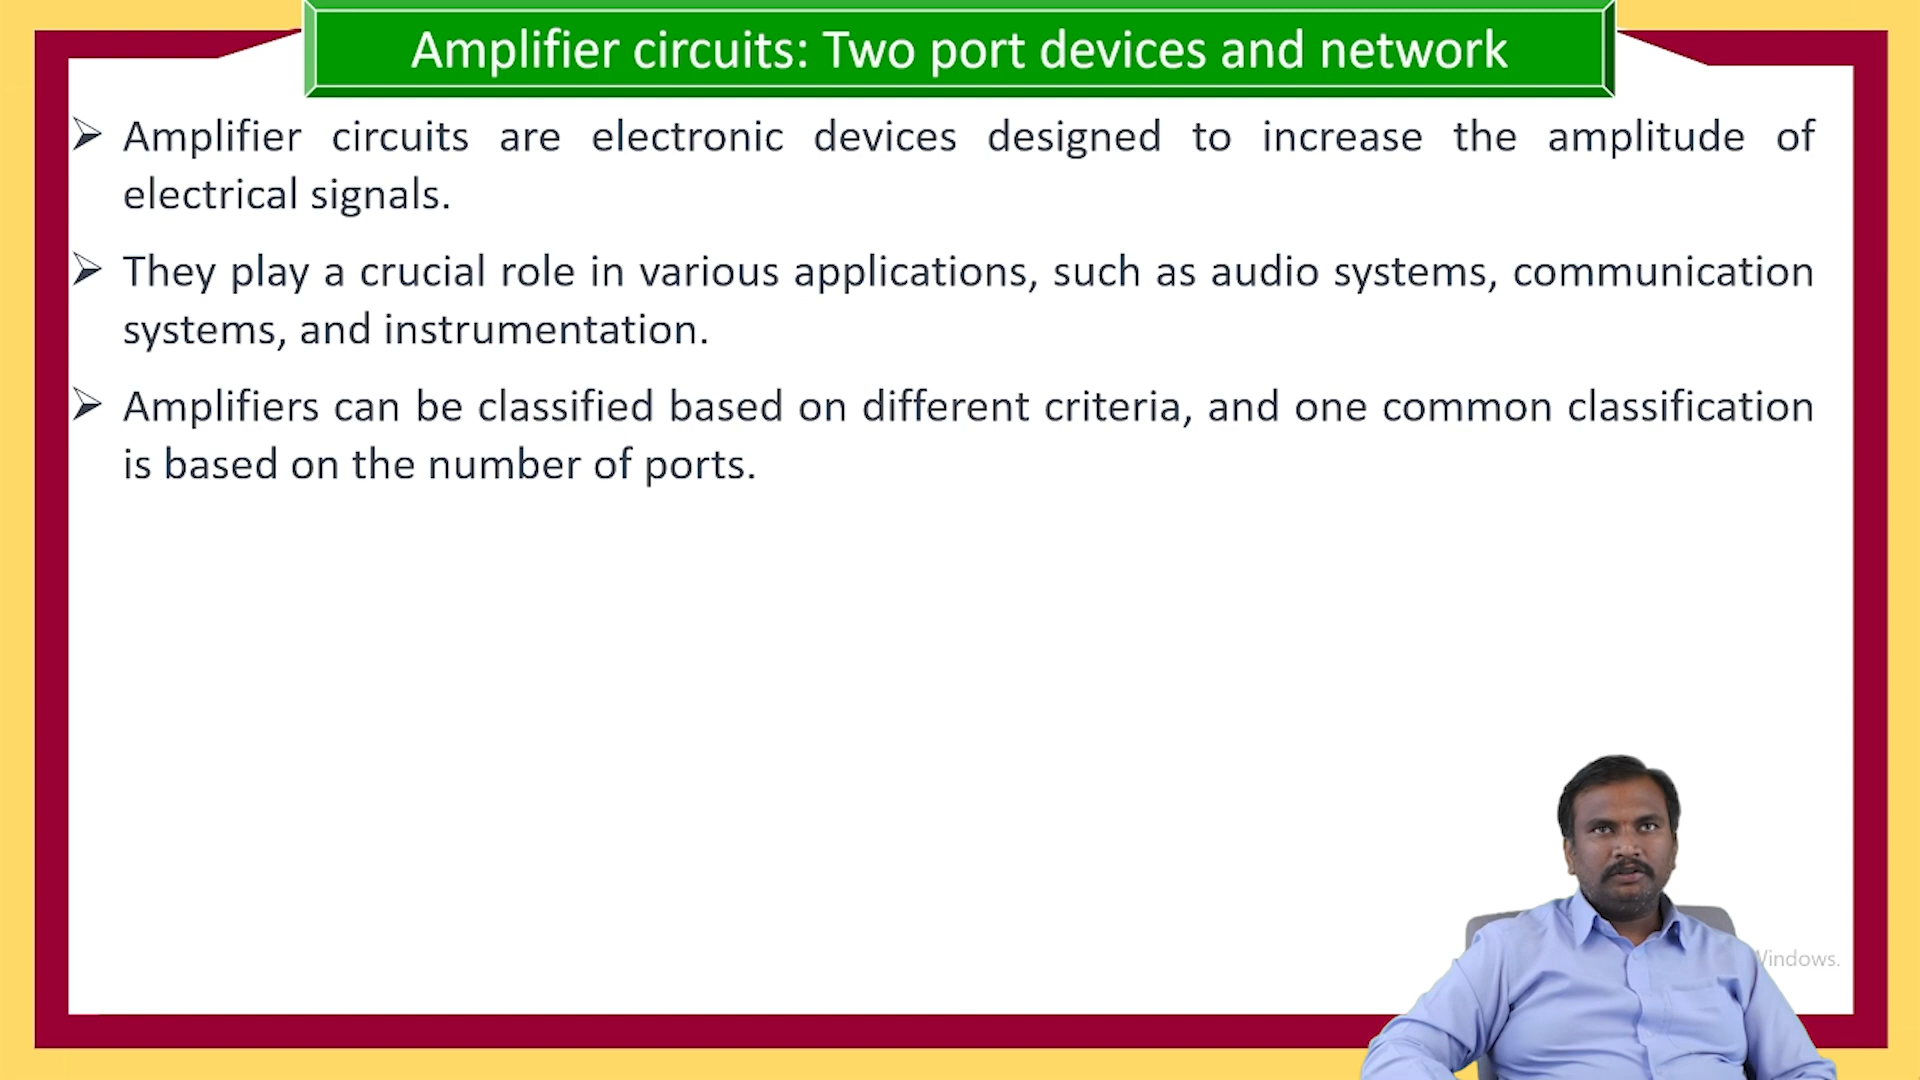 Amplifier circuits: Two port devices and network
Amplifier circuits are electronic devices designed to increase the amplitude of
electrical signals.
They play a crucial role in various applications, such as audio systems, communication
systems, and instrumentation.
Amplifiers can be classified based on different criteria, and one common classification
is based on the number of ports.
Windows.